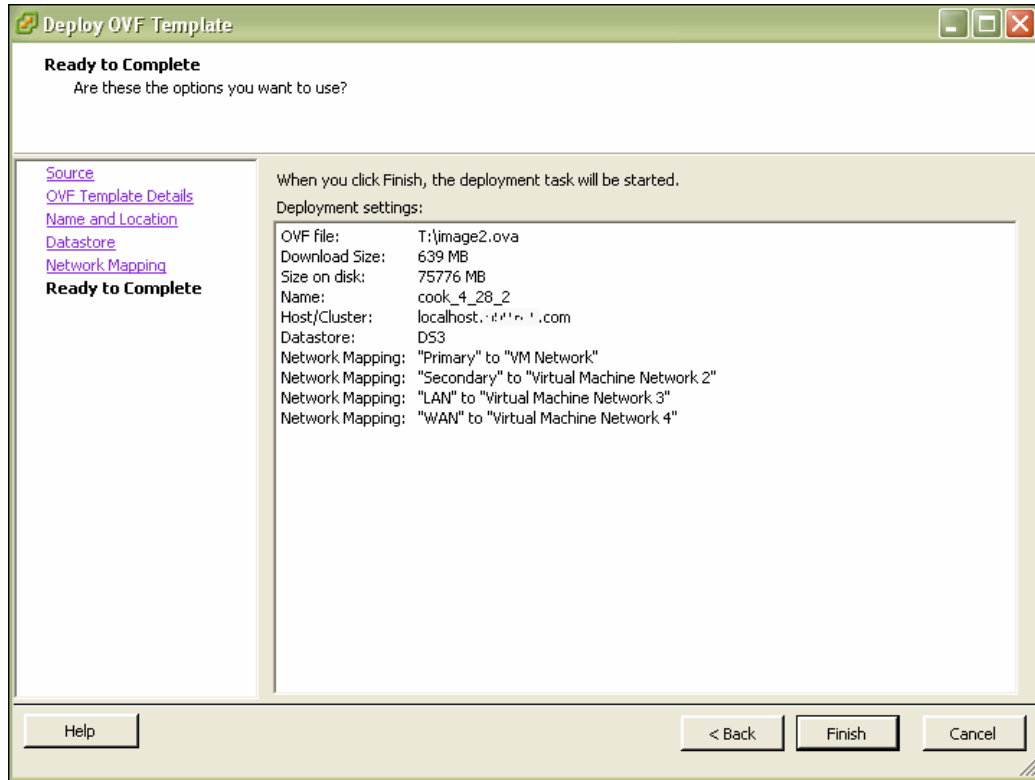 Deploy OVF Template
Ready to Complete
Are these the options you want to use?
Source
OVF Template Details
Name and Location
Datastore
Network Mapping
Ready to Complete
When you click Finish, the deployment task will be started.
Deployment settings:
OVF file: T:\image2.ova
Download Size: 639 MB
Size on disk: 75776 MB
Name: cook_4_28_2
Host/Cluster: localhost. .com
Datastore: DS3
Network Mapping: "Primary" to "VM Network"
Network Mapping: "Secondary" to "Virtual Machine Network 2"
Network Mapping: "LAN" to "Virtual Machine Network 3"
Network Mapping: "WAN" to "Virtual Machine Network 4"
Help
< Back
Finish
Cancel